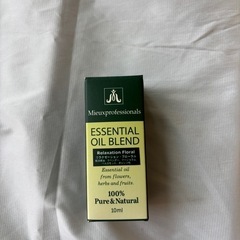 Mieuxprofessionals
ESSENTIAL
OIL BLEND
Relaxation Floral
Essential oil
from flowers,
herbs and fruits.
100%
Pure & Natural
10ml